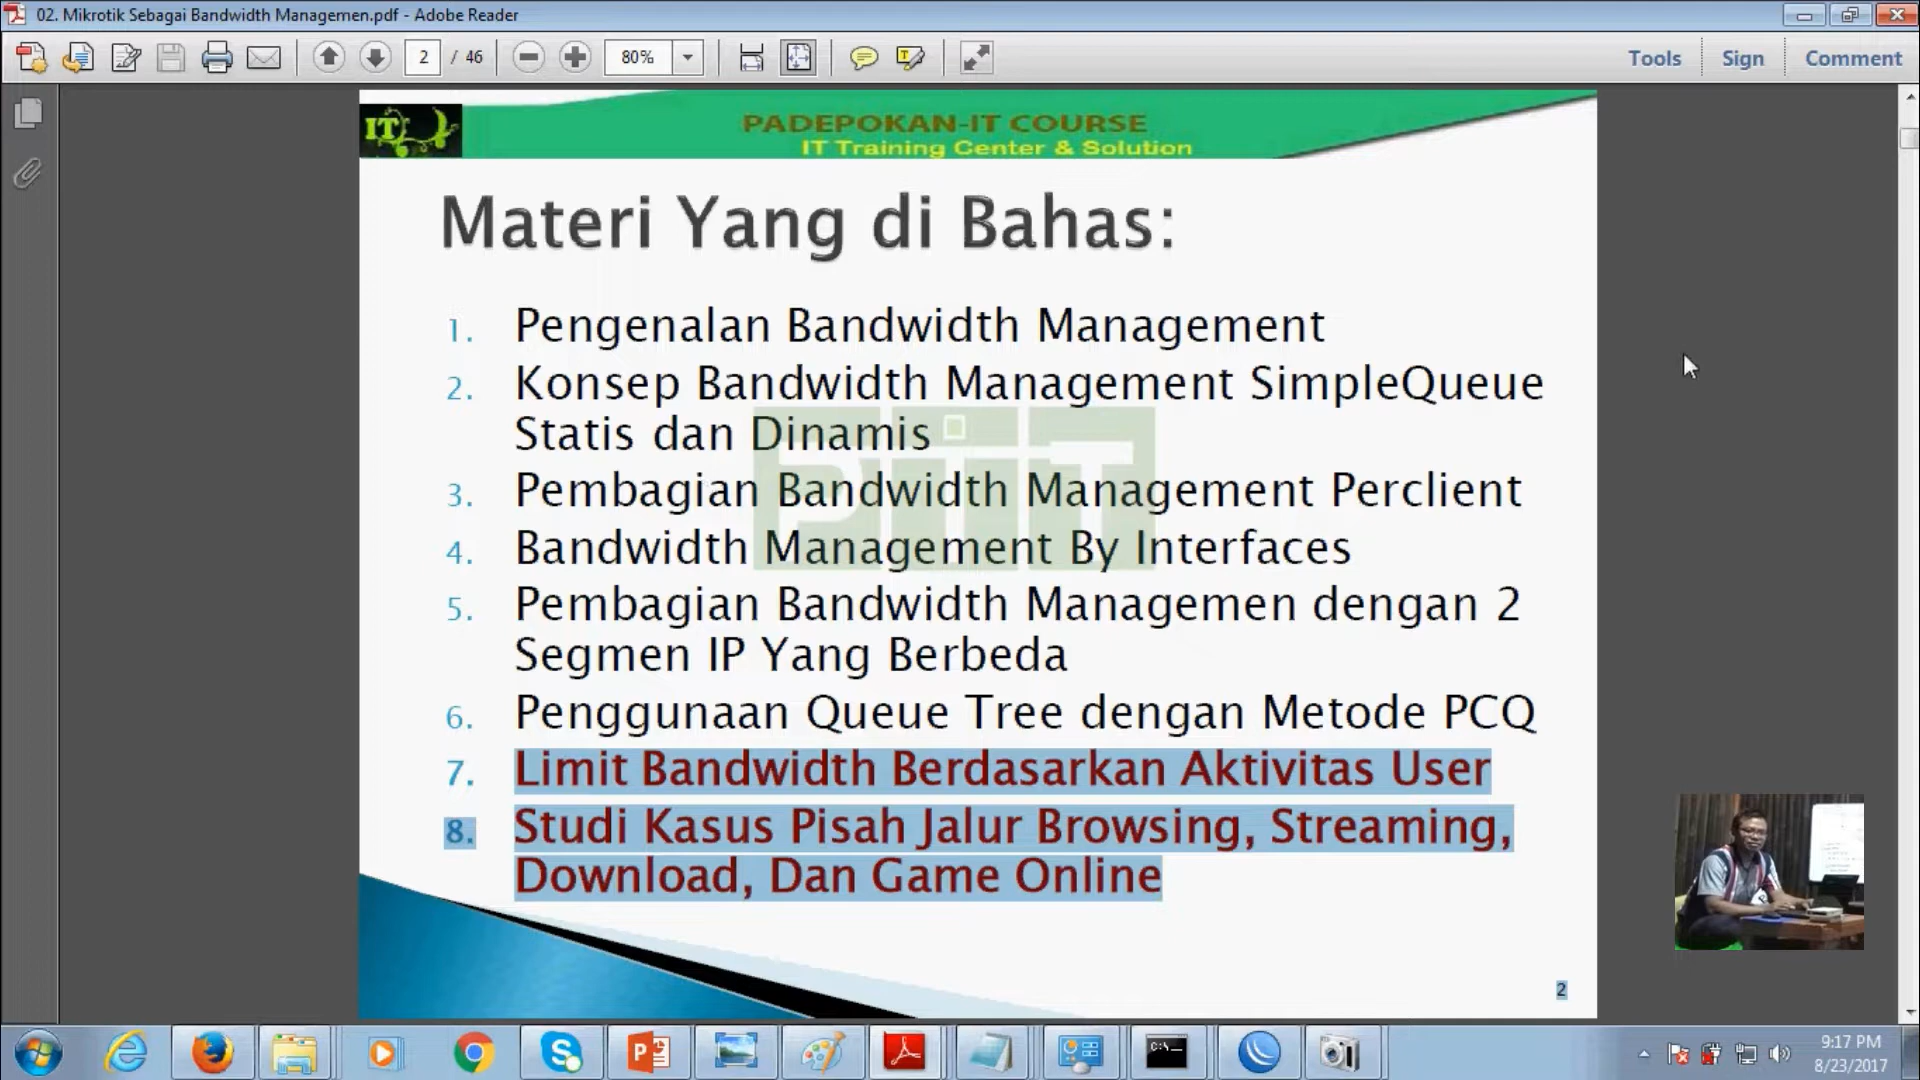 02. Mikrotik Sebagai Bandwidth Managemen.pdf - Adobe Reader
2 / 46
80%
Tools
Sign
Comment
IT
PADEPOKAN-IT COURSE
IT Training Center & Solution
Materi Yang di Bahas:
1. Pengenalan Bandwidth Management
2. Konsep Bandwidth Management SimpleQueue
Statis dan Dinamis
3. Pembagian Bandwidth Management Perclient
4. Bandwidth Management By Interfaces
5. Pembagian Bandwidth Managemen dengan 2
Segmen IP Yang Berbeda
6. Penggunaan Queue Tree dengan Metode PCQ
7. Limit Bandwidth Berdasarkan Aktivitas User
8. Studi Kasus Pisah Jalur Browsing, Streaming,
Download, Dan Game Online
PiiT
2
9:17 PM
8/23/2017